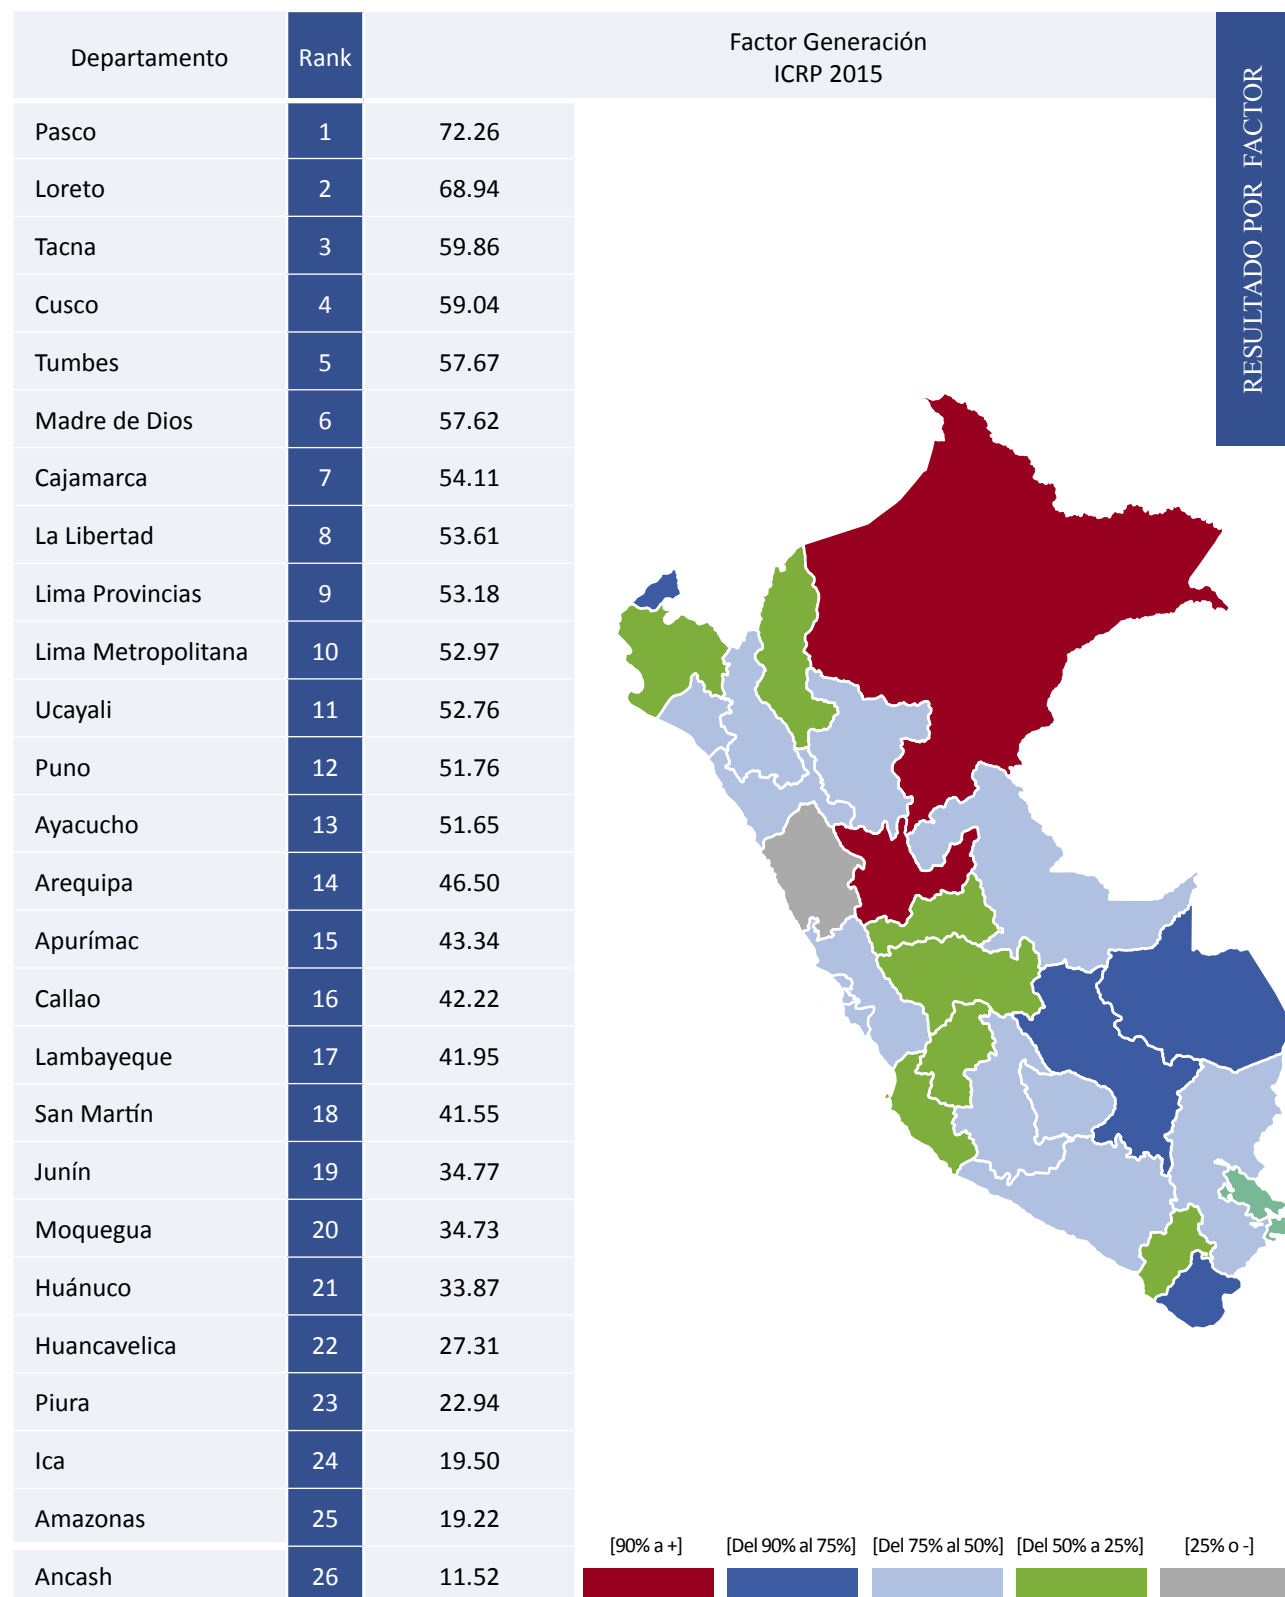 Departamento Rank Factor Generación
ICRP 2015
RESULTADO POR FACTOR
Pasco 1 72.26
Loreto 2 68.94
Tacna 3 59.86
Cusco 4 59.04
Tumbes 5 57.67
Madre de Dios 6 57.62
Cajamarca 7 54.11
La Libertad 8 53.61
Lima Provincias 9 53.18
Lima Metropolitana 10 52.97
Ucayali 11 52.76
Puno 12 51.76
Ayacucho 13 51.65
Arequipa 14 46.50
Apurímac 15 43.34
Callao 16 42.22
Lambayeque 17 41.95
San Martín 18 41.55
Junín 19 34.77
Moquegua 20 34.73
Huánuco 21 33.87
Huancavelica 22 27.31
Piura 23 22.94
Ica 24 19.50
Amazonas 25 19.22
Ancash 26 11.52
[90% a +] [Del 90% al 75%] [Del 75% al 50%] [Del 50% a 25%] [25% o -]